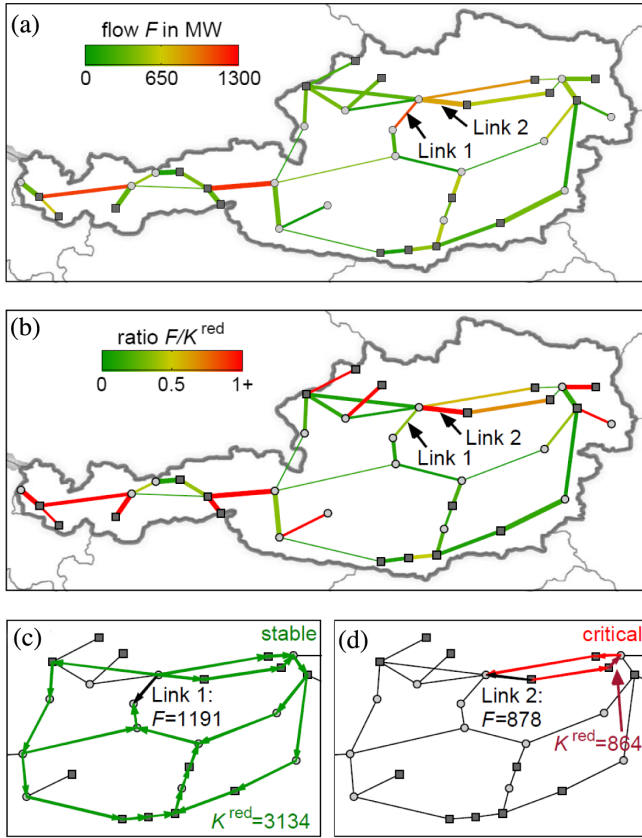 (a)
flow F in MW
0 650 1300
Link 2
Link 1
(b)
ratio F/K^red
0 0.5 1+
Link 2
Link 1
(c)
stable
Link 1:
F=1191
K^red=3134
(d)
critical
Link 2:
F=878
K^red=864